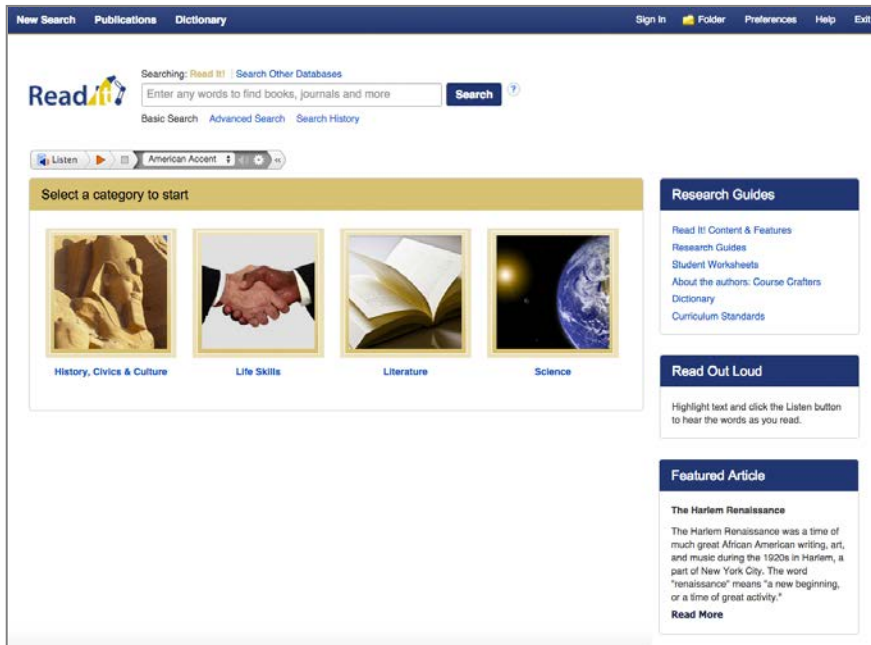 New Search Publications Dictionary
Sign In Folder Preferences Help Exit
Searching: Read It! Search Other Databases
Read It!
Enter any words to find books, journals and more Search ?
Basic Search Advanced Search Search History
Listen American Accent «
Select a category to start
History, Civics & Culture Life Skills Literature Science
Research Guides
Read It! Content & Features
Research Guides
Student Worksheets
About the authors: Course Crafters
Dictionary
Curriculum Standards
Read Out Loud
Highlight text and click the Listen button
to hear the words as you read.
Featured Article
The Harlem Renaissance
The Harlem Renaissance was a time of
much great African American writing, art,
and music during the 1920s in Harlem, a
part of New York City. The word
"renaissance" means "a new beginning,
or a time of great activity."
Read More